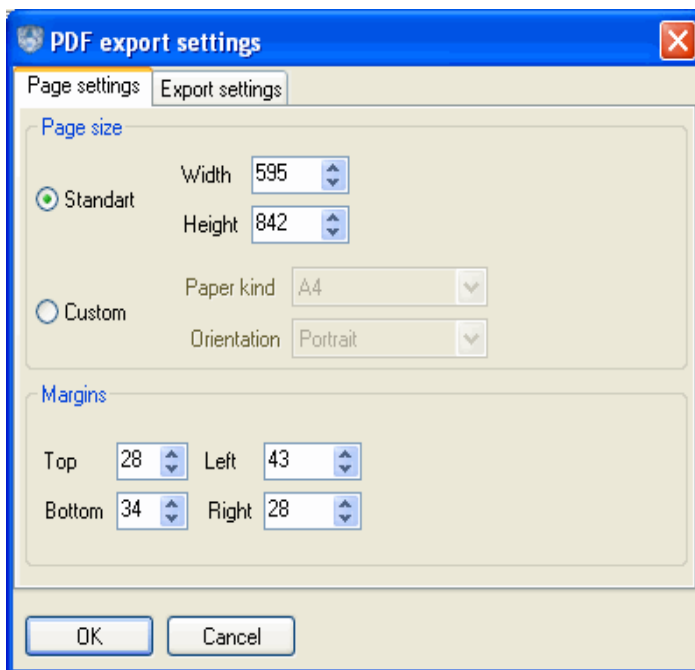 PDF export settings
Page settings Export settings
Page size
Width 595
Standart
Height 842
Paper kind A4
Custom
Orientation Portrait
Margins
Top 28 Left 43
Bottom 34 Right 28
OK Cancel